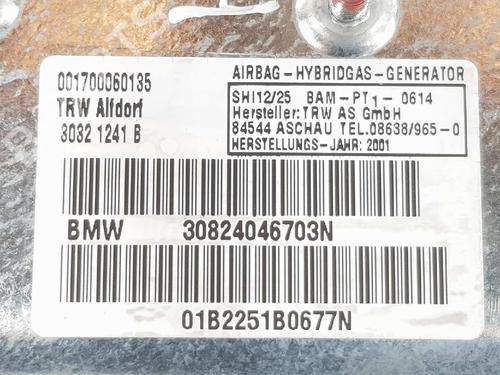 001700060135
TRW Alfdorf
3032 1241 B
AIRBAG-HYBRIDGAS-GENERATOR
SHI12/25 BAM-PT1-0614
Hersteller:TRW AS GmbH
84544 ASCHAU TEL.08638/965-0
HERSTELLUNGS-JAHR: 2001
BMW 30824046703N
01B2251B0677N